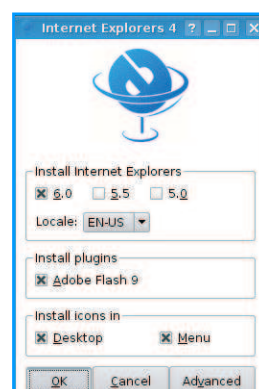 Internet Explorers 4
Install Internet Explorers
6.0 5.5 5.0
Locale: EN-US
Install plugins
Adobe Flash 9
Install icons in
Desktop Menu
OK Cancel Advanced